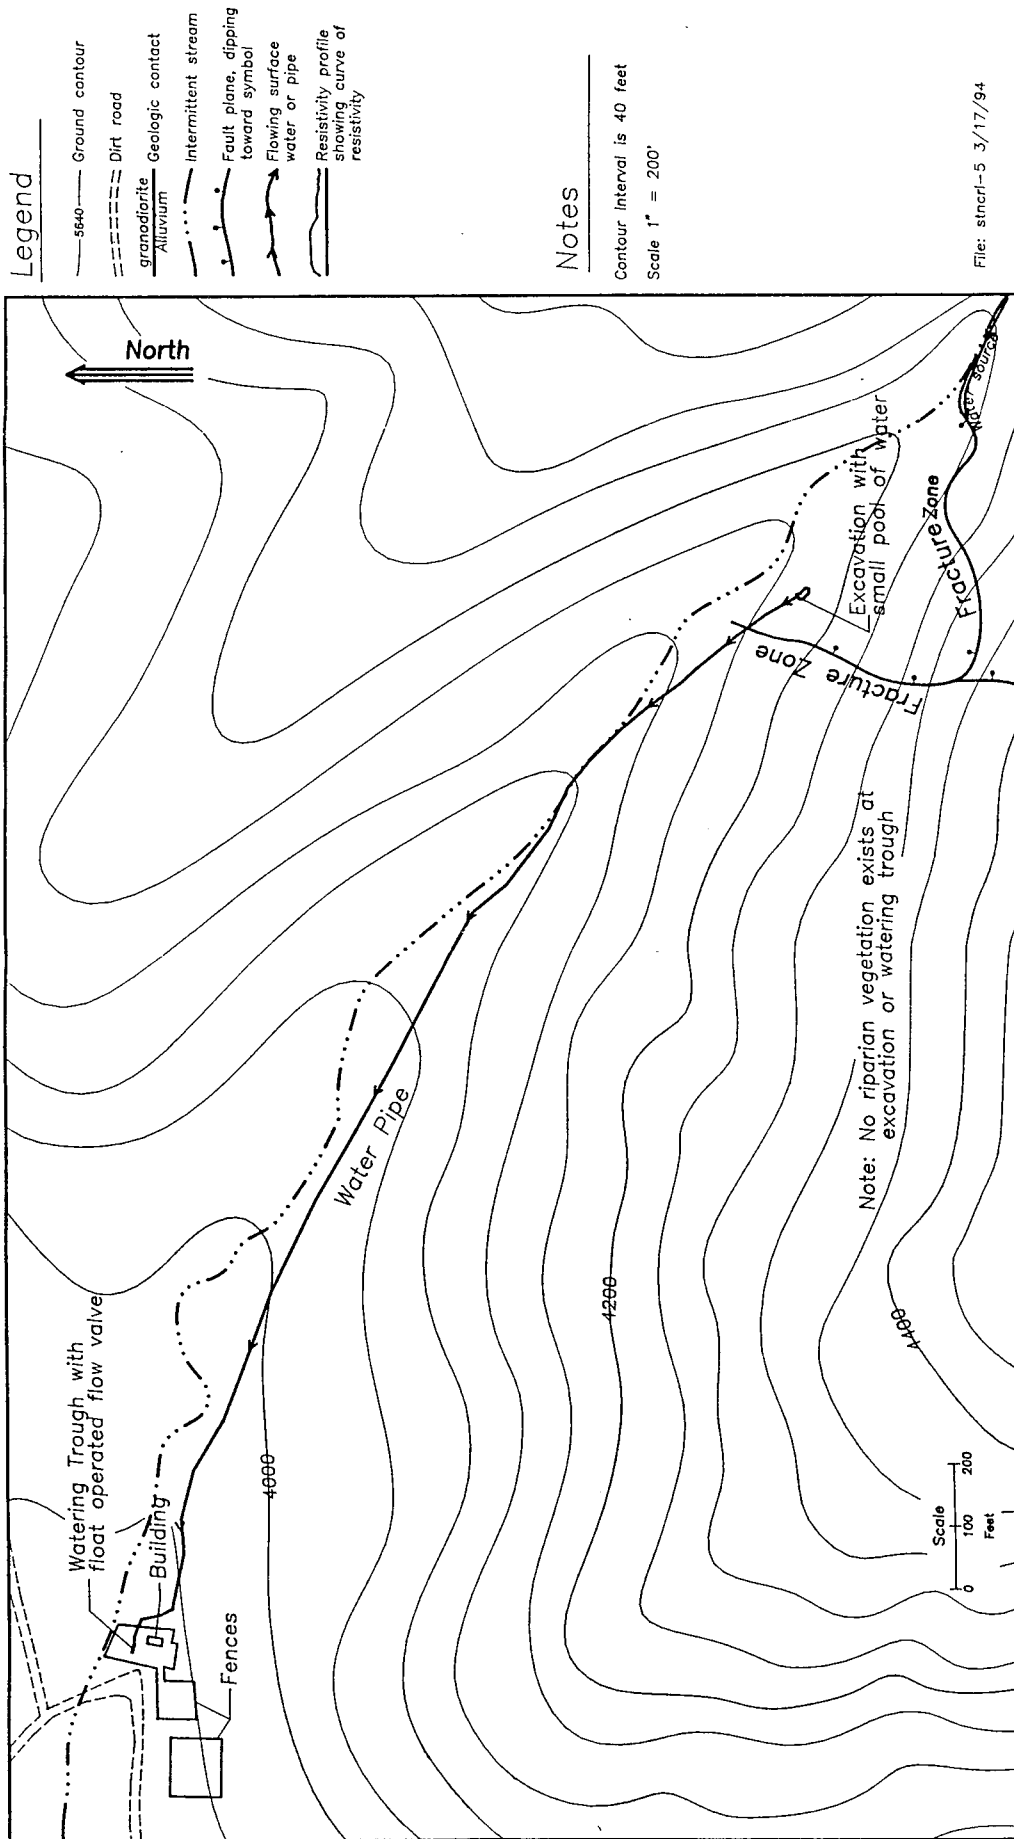 Legend
5640
Ground contour
Dirt road
granodiorite
Alluvium
Geologic contact
Intermittent stream
Fault plane, dipping
toward symbol
Flowing surface
water or pipe
Resistivity profile
showing curve of
resistivity
Notes
Contour Interval is 40 feet
Scale 1" = 200'
File: stncrl-5 3/17/94
North
Watering Trough with
float operated flow valve
Building
Fences
4000
Water Pipe
4200
4400
Excavation with
small pool of water
Fracture Zone
Fracture Zone
Water source
Note: No riparian vegetation exists at
excavation or watering trough
Scale
0 100 200
Feet